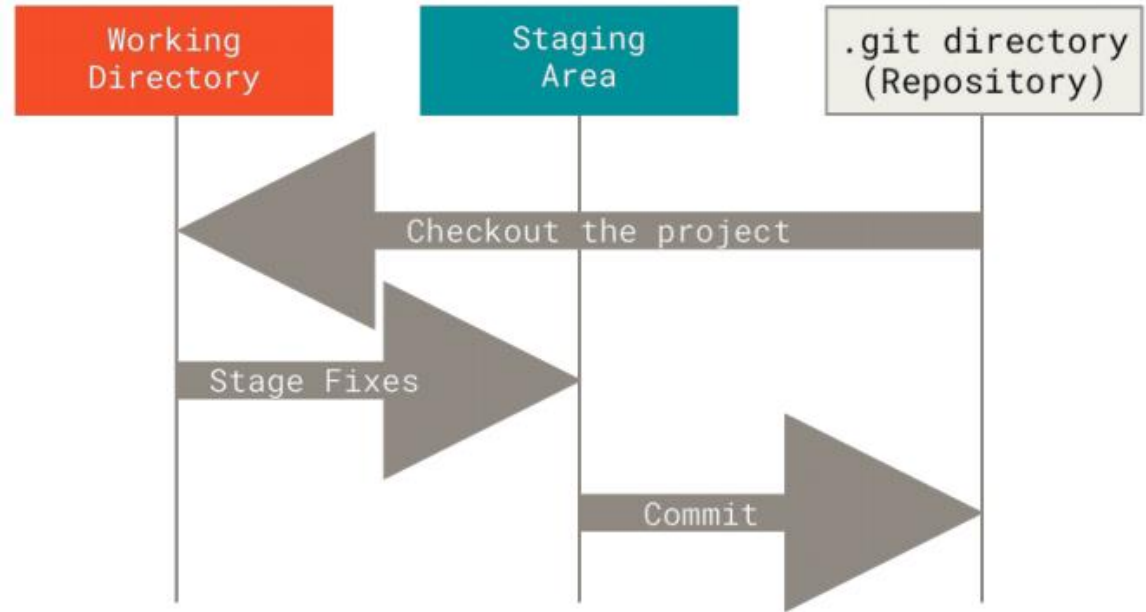 Working
Directory
Staging
Area
.git directory
(Repository)
Checkout the project
Stage Fixes
Commit